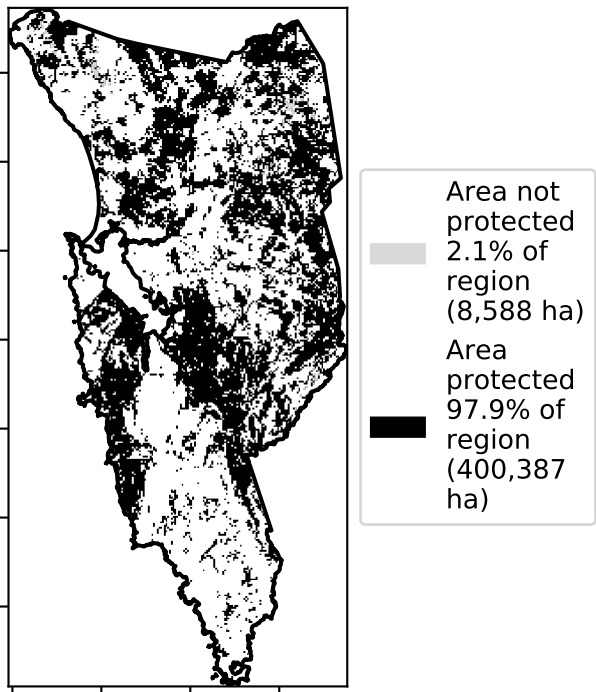 Area not
protected
2.1% of
region
(8,588 ha)
Area
protected
97.9% of
region
(400,387
ha)